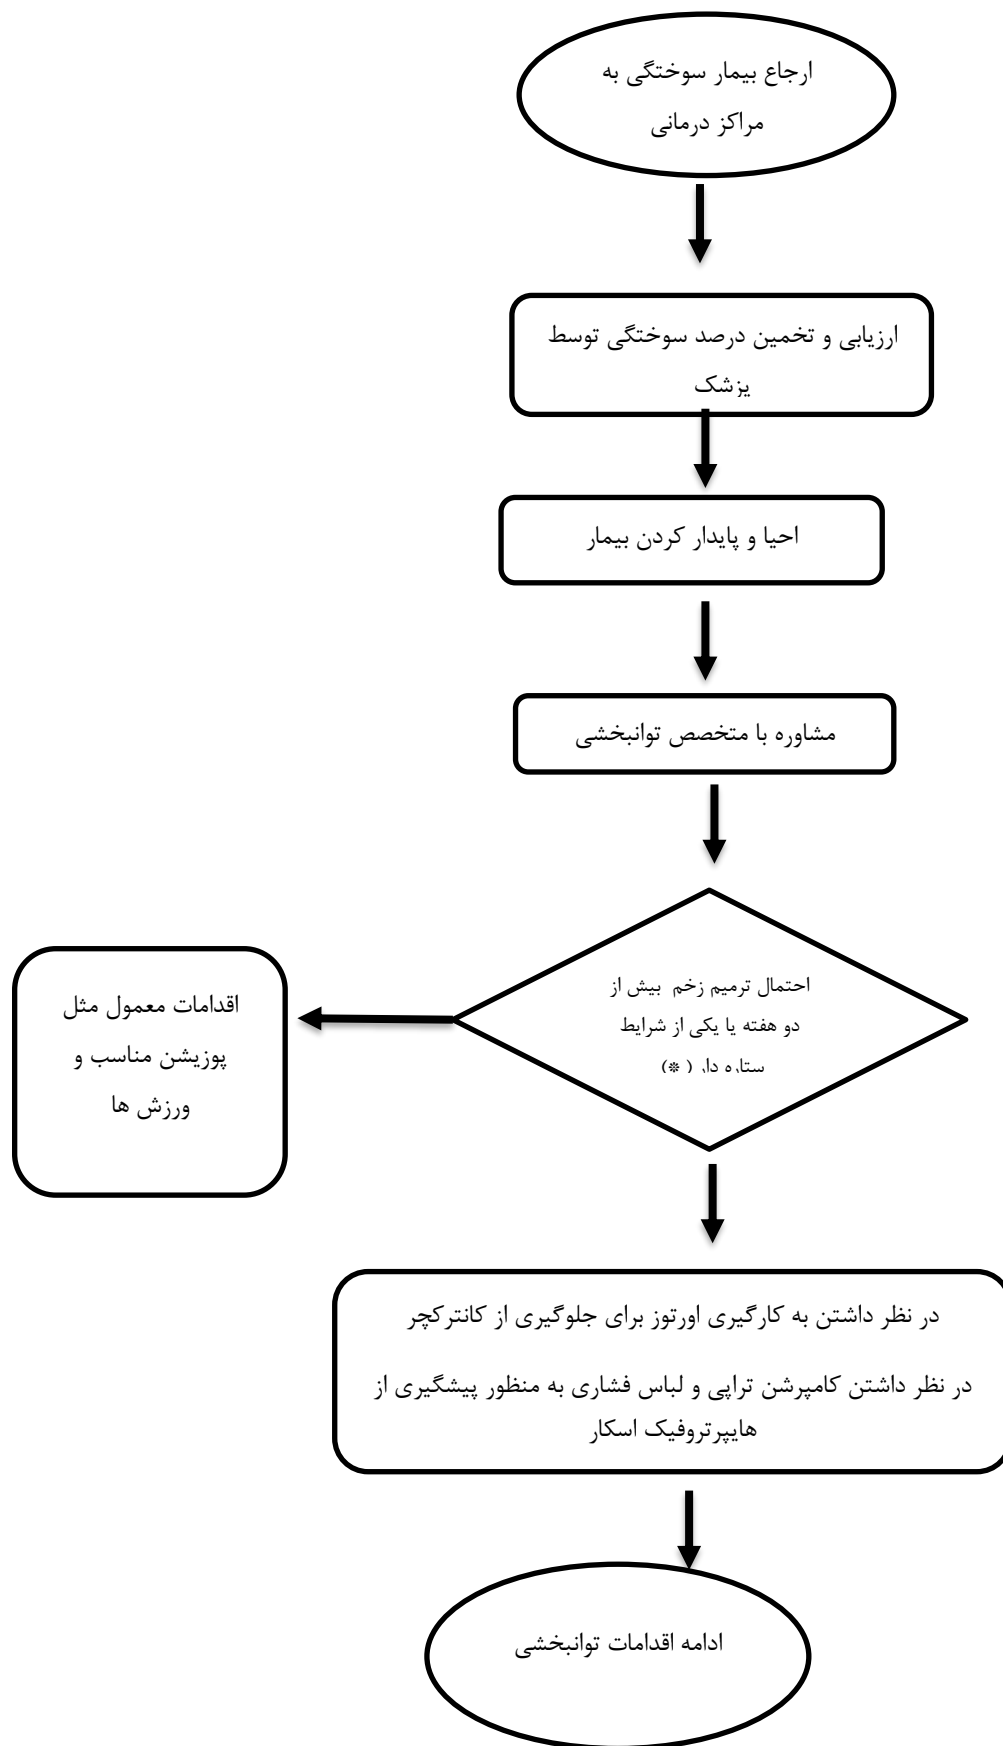 ارجاع بیمار سوختگی به
مراکز درمانی
ارزیابی و تخمین درصد سوختگی توسط
پزشک
احیا و پایدار کردن بیمار
مشاوره با متخصص توانبخشی
احتمال ترمیم زخم بیش از
دو هفته یا یکی از شرایط
ستاره دار (*)
اقدامات معمول مثل
پوزیشن مناسب و
ورزش ها
در نظر داشتن به کارگیری اورتوز برای جلوگیری از کانترکچر
در نظر داشتن کامپرشن تراپی و لباس فشاری به منظور پیشگیری از
هایپرتروفیک اسکار
ادامه اقدامات توانبخشی